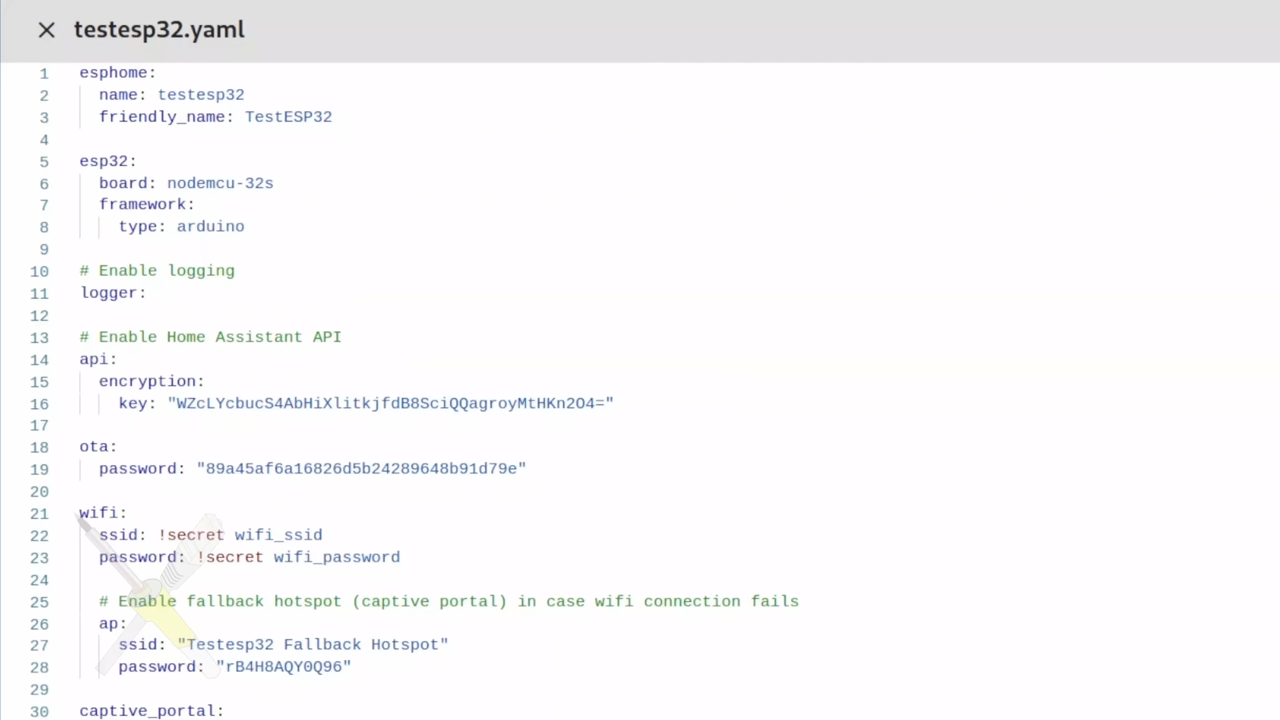 testesp32.yaml
1 esphome:
2 name: testesp32
3 friendly_name: TestESP32
4
5 esp32:
6 board: nodemcu-32s
7 framework:
8 type: arduino
9
10 # Enable logging
11 logger:
12
13 # Enable Home Assistant API
14 api:
15 encryption:
16 key: "WZcLYcbucS4AbHiXlitkjfdB8SciQQagroyMtHKn2O4="
17
18 ota:
19 password: "89a45af6a16826d5b24289648b91d79e"
20
21 wifi:
22 ssid: !secret wifi_ssid
23 password: !secret wifi_password
24
25 # Enable fallback hotspot (captive portal) in case wifi connection fails
26 ap:
27 ssid: "Testesp32 Fallback Hotspot"
28 password: "rB4H8AQY0Q96"
29
30 captive_portal: